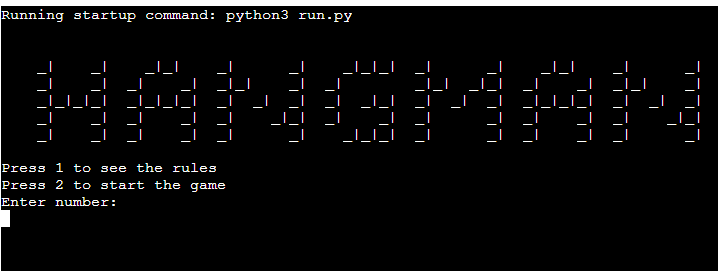 Running startup command: python3 run.py
HANGMAN
Press 1 to see the rules
Press 2 to start the game
Enter number: